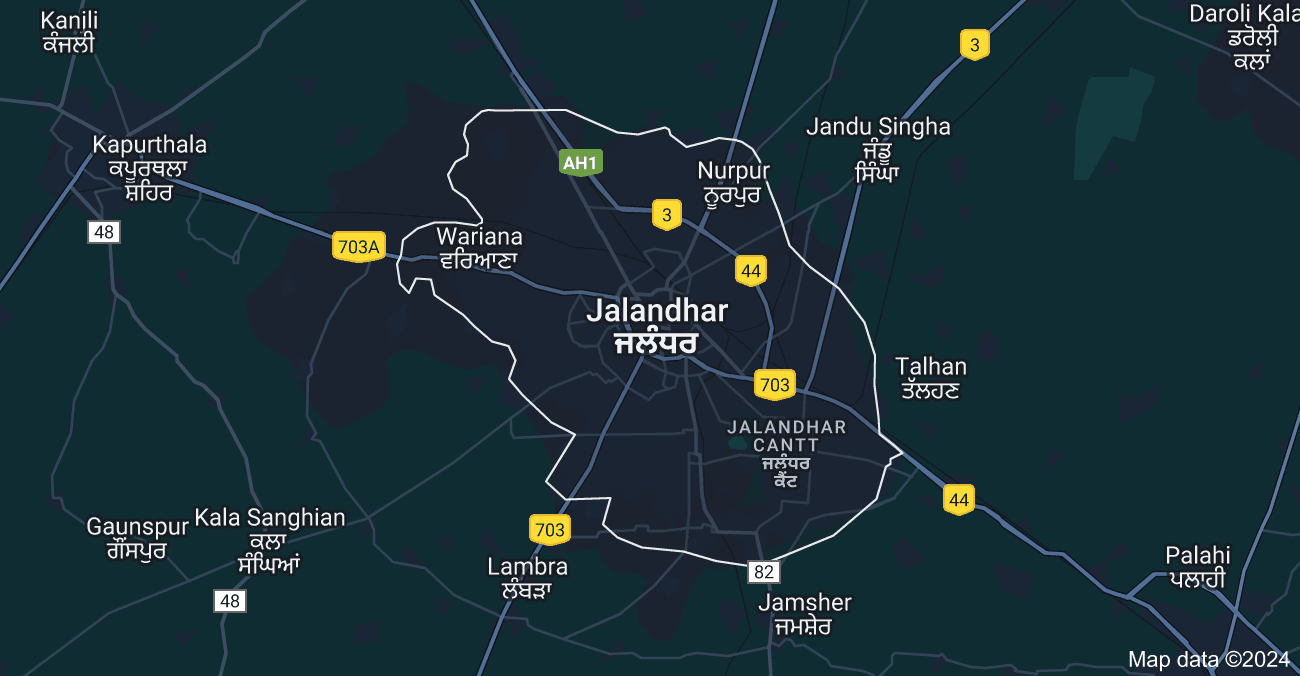 Kanili
ਕੰਜਲੀ
Daroli Kala
ਡਰੋਲੀ
ਕਲਾਂ
3
Kapurthala
ਕਪੂਰਥਲਾ
ਸ਼ਹਿਰ
Jandu Singha
ਜੰਡੂ
ਸਿੰਘਾ
AH1
Nurpur
ਨੂਰਪੁਰ
3
48
703A
Wariana
ਵਰਿਆਣਾ
44
Jalandhar
ਜਲੰਧਰ
Talhan
ਤੱਲਹਣ
703
JALANDHAR
CANTT
ਜਲੰਧਰ
ਕੈਂਟ
44
Gaunspur
ਗੌਂਸਪੁਰ
Kala Sanghian
ਕਲਾ
ਸੰਘਿਆਂ
703
Lambra
ਲੰਬੜਾ
82
Palahi
ਪਲਾਹੀ
48
Jamsher
ਜਮਸ਼ੇਰ
Map data ©2024